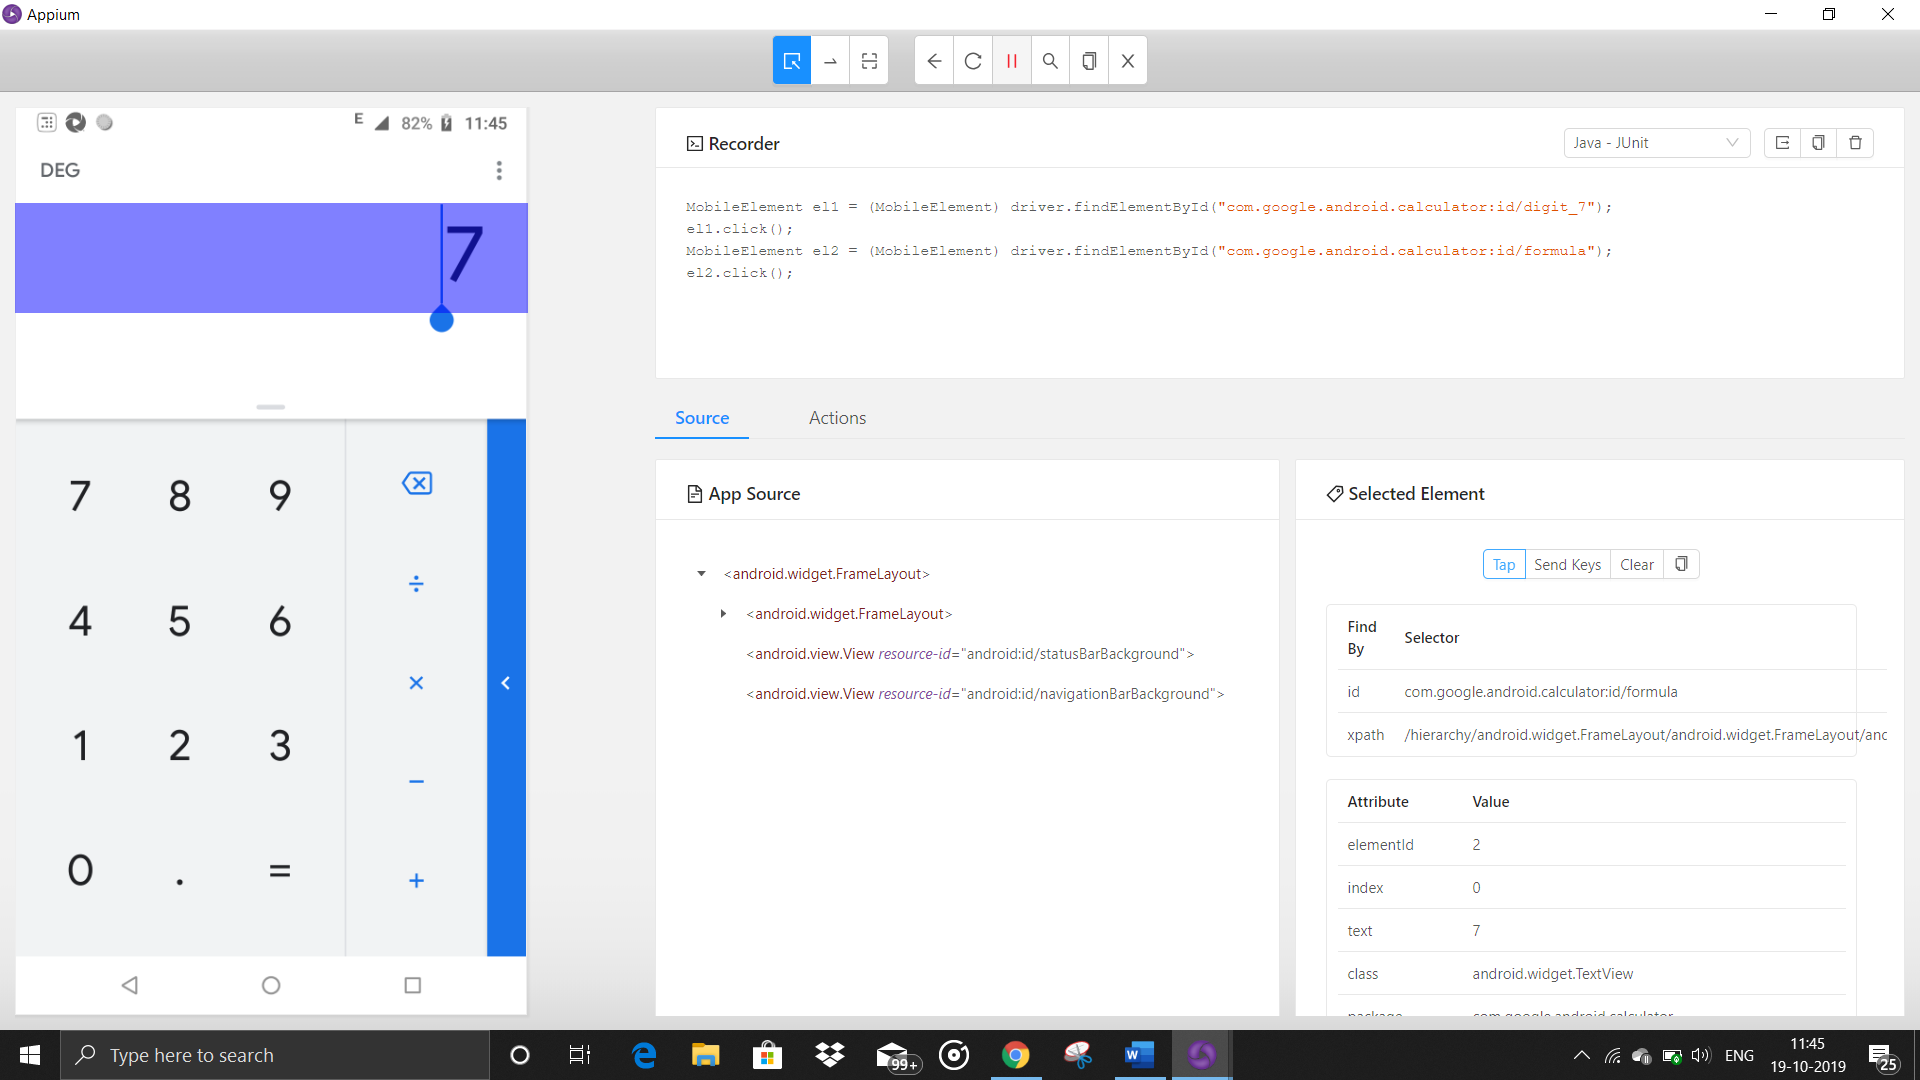 Appium
E 82% 11:45
DEG
7
7 8 9
4 5 6 ÷
×
1 2 3
−
0 . =
+
Recorder
Java - JUnit
MobileElement el1 = (MobileElement) driver.findElementById("com.google.android.calculator:id/digit_7");
el1.click();
MobileElement el2 = (MobileElement) driver.findElementById("com.google.android.calculator:id/formula");
el2.click();
Source Actions
App Source
<android.widget.FrameLayout>
<android.widget.FrameLayout>
<android.view.View resource-id="android:id/statusBarBackground">
<android.view.View resource-id="android:id/navigationBarBackground">
Selected Element
Tap Send Keys Clear
Find By Selector
id com.google.android.calculator:id/formula
xpath /hierarchy/android.widget.FrameLayout/android.widget.FrameLayout/anc
Attribute Value
elementId 2
index 0
text 7
class android.widget.TextView
package com.google.android.calculator
Type here to search
99+
ENG
11:45
19-10-2019
25